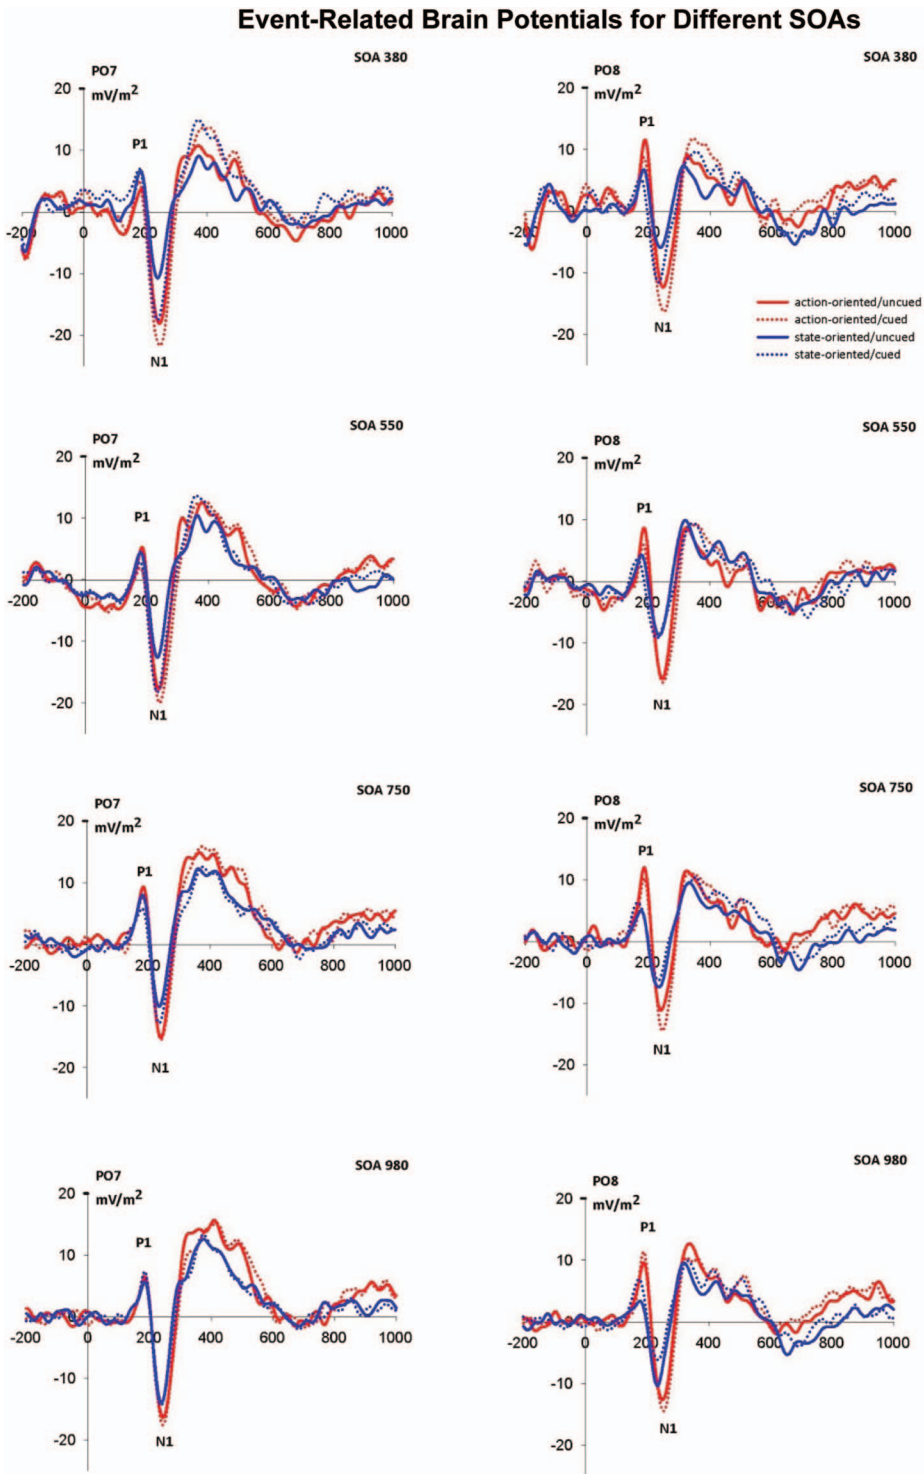 Event-Related Brain Potentials for Different SOAs
SOA 380
PO7
mV/m²
20
P1
10
0
-200 0 200 400 600 800 1000
-10
-20
N1
SOA 380
PO8
mV/m²
20
P1
10
0
-200 0 200 400 600 800 1000
-10
-20
N1
action-oriented/uncued
action-oriented/cued
state-oriented/uncued
state-oriented/cued
SOA 550
PO7
mV/m²
20
P1
10
0
-200 0 200 400 600 800 1000
-10
-20
N1
SOA 550
PO8
mV/m²
20
P1
10
0
-200 0 200 400 600 800 1000
-10
-20
N1
SOA 750
PO7
mV/m²
20
P1
10
0
-200 0 200 400 600 800 1000
-10
-20
N1
SOA 750
PO8
mV/m²
20
P1
10
0
-200 0 200 400 600 800 1000
-10
-20
N1
SOA 980
PO7
mV/m²
20
P1
10
0
-200 0 200 400 600 800 1000
-10
-20
N1
SOA 980
PO8
mV/m²
20
P1
10
0
-200 0 200 400 600 800 1000
-10
-20
N1